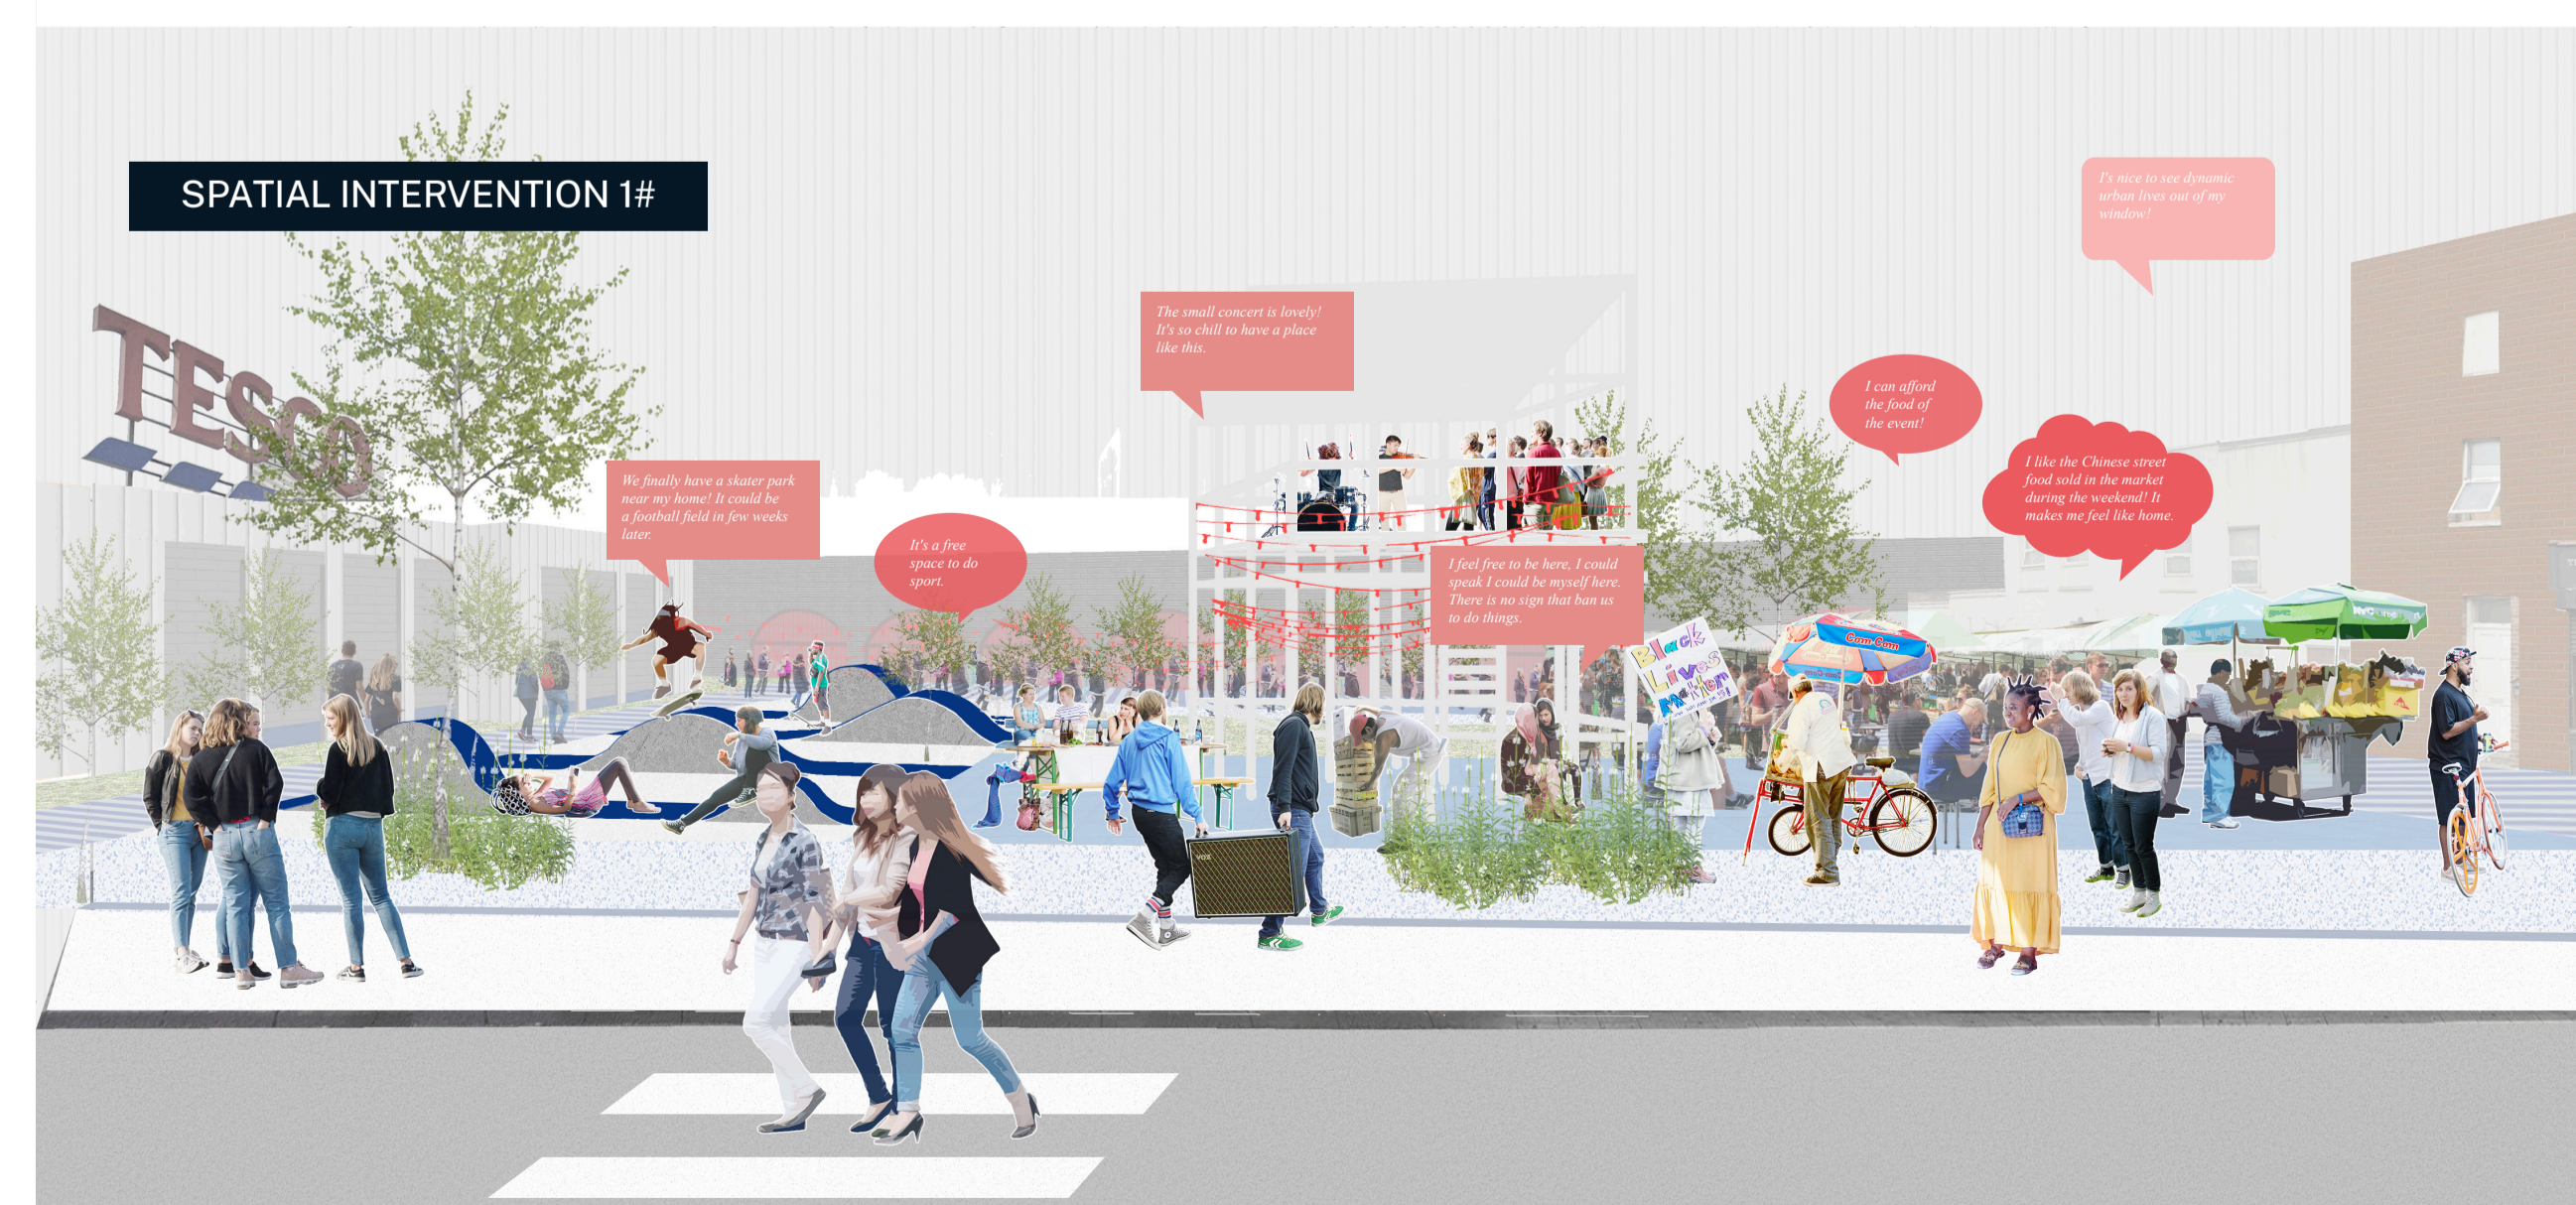 SPATIAL INTERVENTION 1#
I's nice to see dynamic
urban lives out of my
window!
TESCO
The small concert is lovely!
It's so chill to have a place
like this.
I can afford
the food of
the event!
We finally have a skater park
near my home! It could be
a football field in few weeks
later.
I like the Chinese street
food sold in the market
during the weekend! It
makes me feel like home.
It's a free
space to do
sport.
I feel free to be here, I could
speak I could be myself here.
There is no sign that ban us
to do things.
Black
Lives
Com-Com
VOX